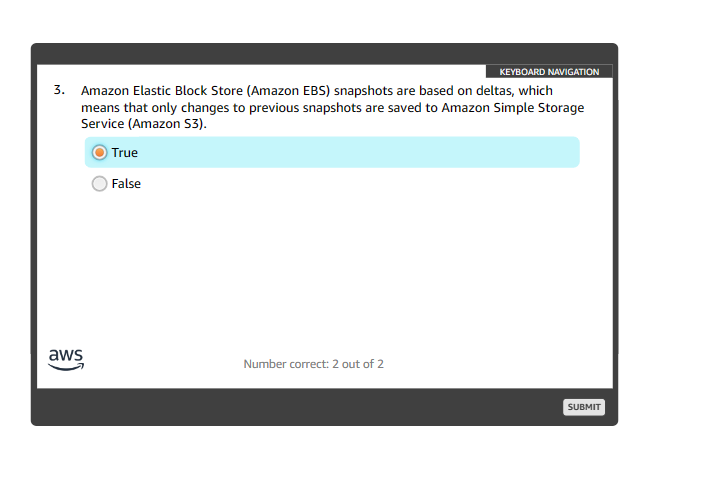 KEYBOARD NAVIGATION
3. Amazon Elastic Block Store (Amazon EBS) snapshots are based on deltas, which
means that only changes to previous snapshots are saved to Amazon Simple Storage
Service (Amazon S3).
True
False
aws
Number correct: 2 out of 2
SUBMIT